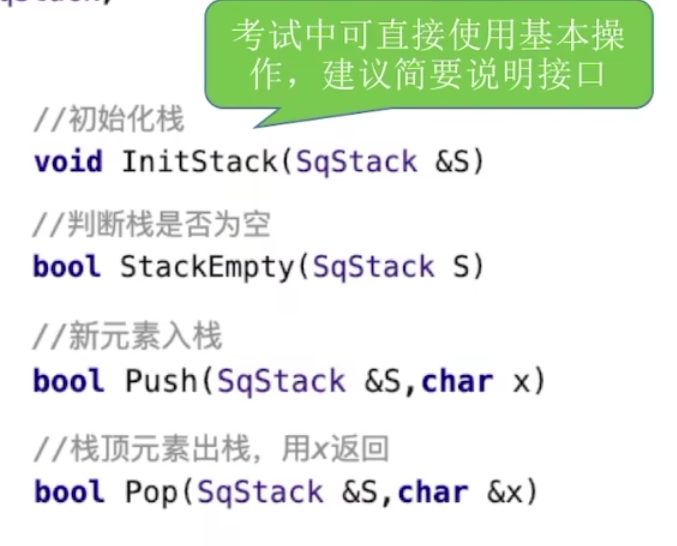 考试中可直接使用基本操
作，建议简要说明接口
//初始化栈
void InitStack(SqStack &S)
//判断栈是否为空
bool StackEmpty(SqStack S)
//新元素入栈
bool Push(SqStack &S,char x)
//栈顶元素出栈，用x返回
bool Pop(SqStack &S,char &x)